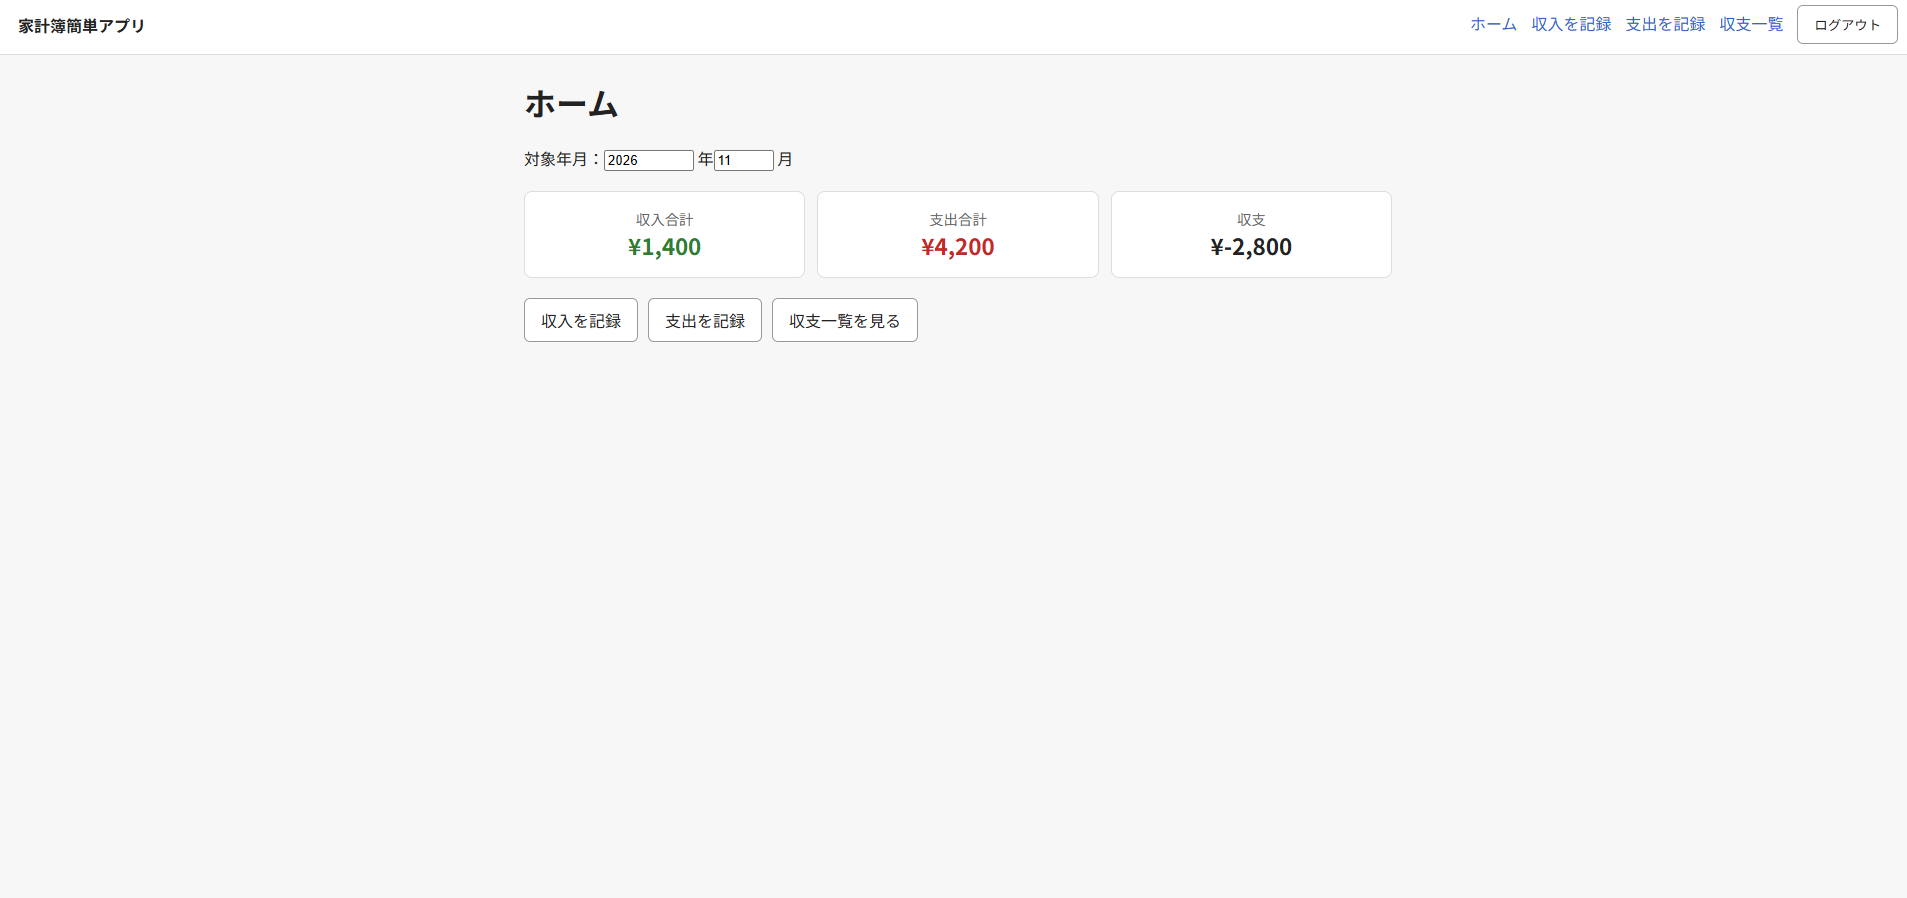 家計簿簡単アプリ
ホーム 収入を記録 支出を記録 収支一覧 ログアウト
ホーム
対象年月：2026 年 11 月
収入合計
¥1,400
支出合計
¥4,200
収支
¥-2,800
収入を記録 支出を記録 収支一覧を見る